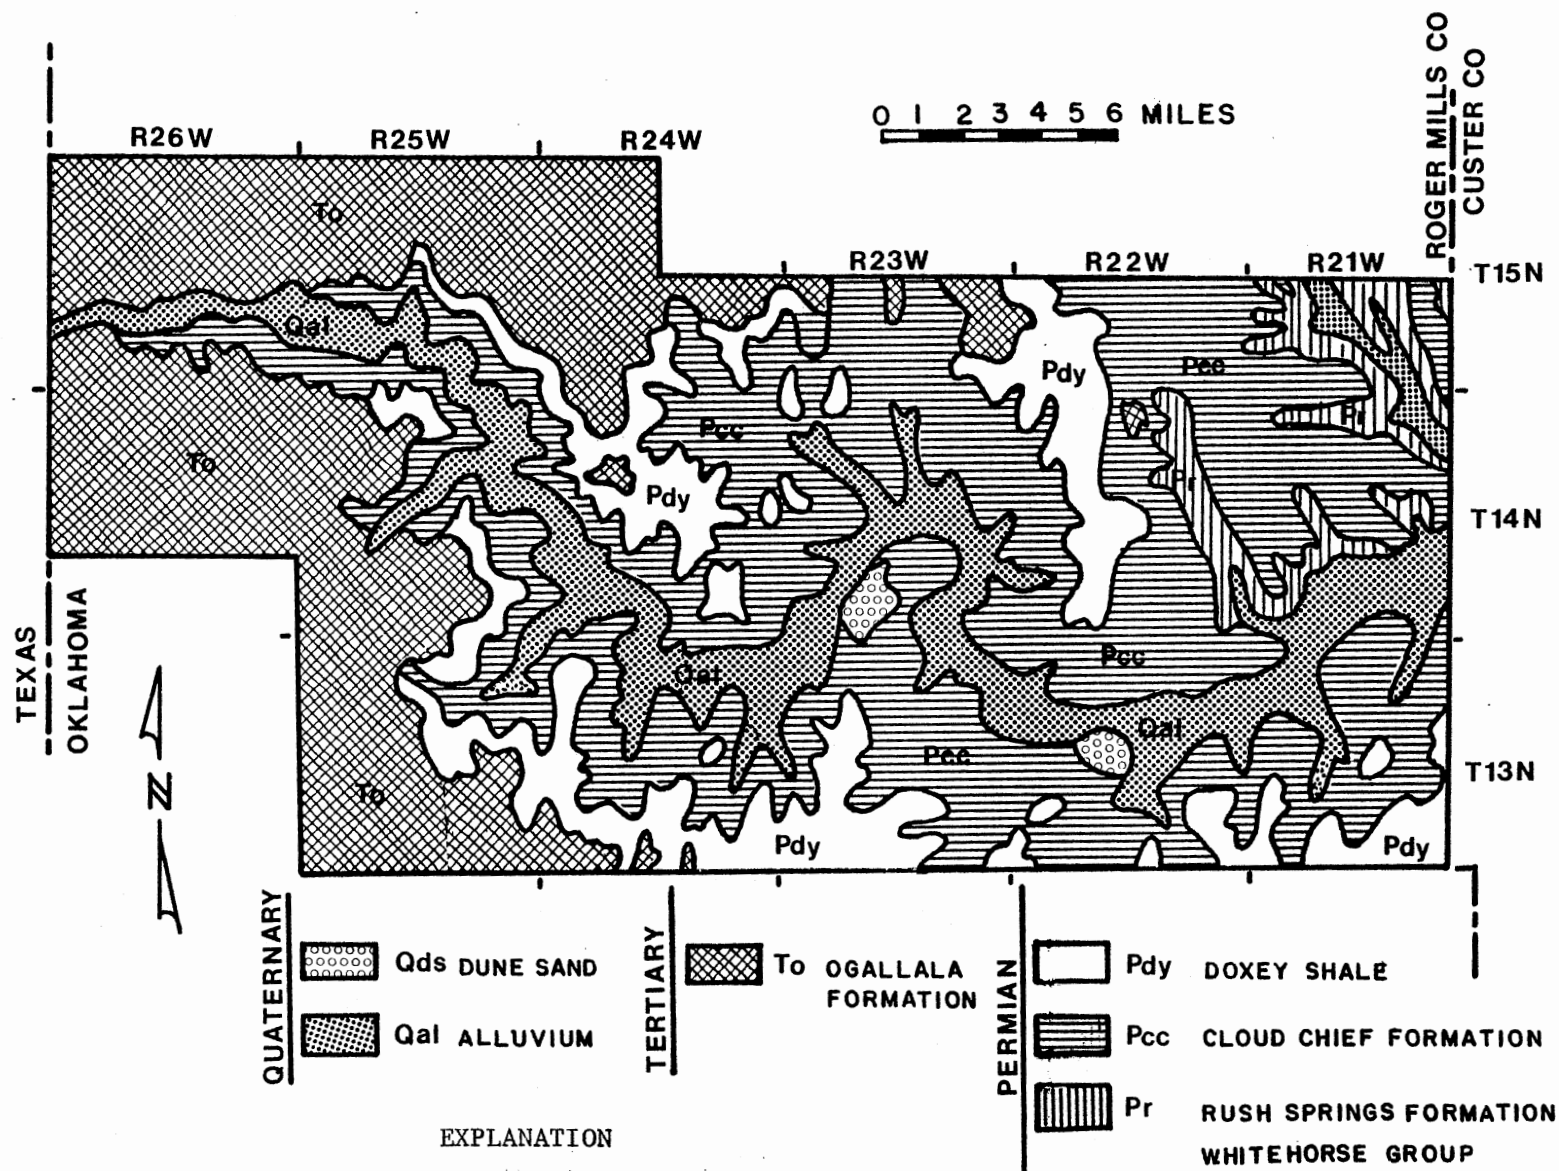 ROGER MILLS CO
CUSTER CO
0 1 2 3 4 5 6 MILES
R26W R25W R24W
R23W R22W R21W
T15N
To
Qal
Pcc
Pdy
Pr
Pcc
To
Pdy
Pr
T14N
TEXAS
OKLAHOMA
Pcc
Qal
Qal
Pcc
T13N
To
N
Pdy
Pdy
QUATERNARY
Qds DUNE SAND
Qal ALLUVIUM
TERTIARY
To OGALLALA
FORMATION
PERMIAN
Pdy DOXEY SHALE
Pcc CLOUD CHIEF FORMATION
Pr RUSH SPRINGS FORMATION
WHITEHORSE GROUP
EXPLANATION